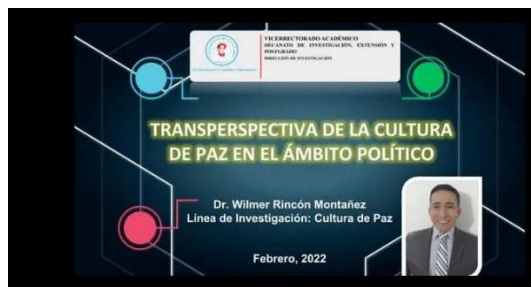 VICERRECTORADO ACADÉMICO
DECANATO DE INVESTIGACIÓN, EXTENSIÓN Y
POSTGRADO
DIRECCIÓN DE INVESTIGACIÓN
TRANSPERSPECTIVA DE LA CULTURA
DE PAZ EN EL ÁMBITO POLÍTICO
Dr. Wilmer Rincón Montañez
Línea de Investigación: Cultura de Paz
Febrero, 2022